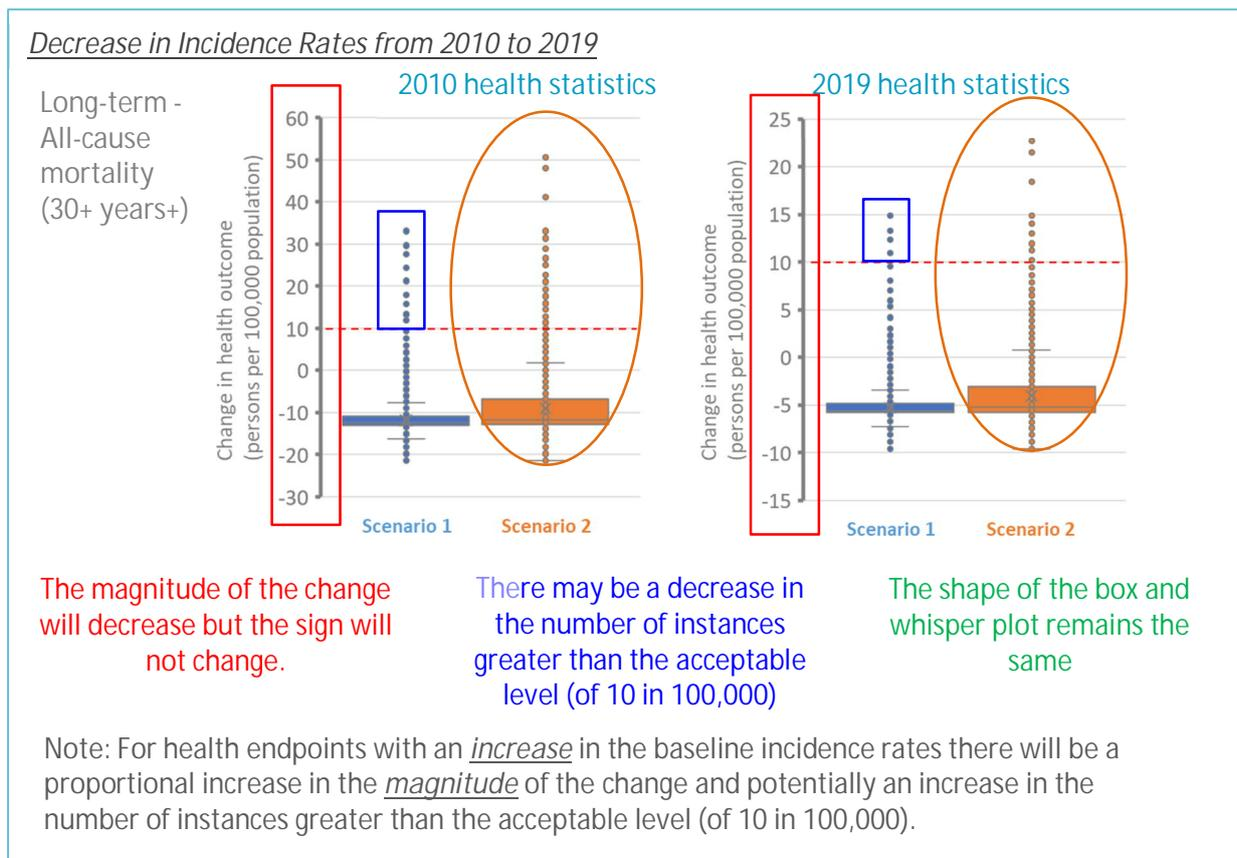 Decrease in Incidence Rates from 2010 to 2019
Long-term -
All-cause
mortality
(30+ years+)
2010 health statistics
Change in health outcome
(persons per 100,000 population)
60
50
40
30
20
10
0
-10
-20
-30
Scenario 1
Scenario 2
2019 health statistics
Change in health outcome
(persons per 100,000 population)
25
20
15
10
5
0
-5
-10
-15
Scenario 1
Scenario 2
The magnitude of the change
will decrease but the sign will
not change.
There may be a decrease in
the number of instances
greater than the acceptable
level (of 10 in 100,000)
The shape of the box and
whisper plot remains the
same
Note: For health endpoints with an increase in the baseline incidence rates there will be a
proportional increase in the magnitude of the change and potentially an increase in the
number of instances greater than the acceptable level (of 10 in 100,000).